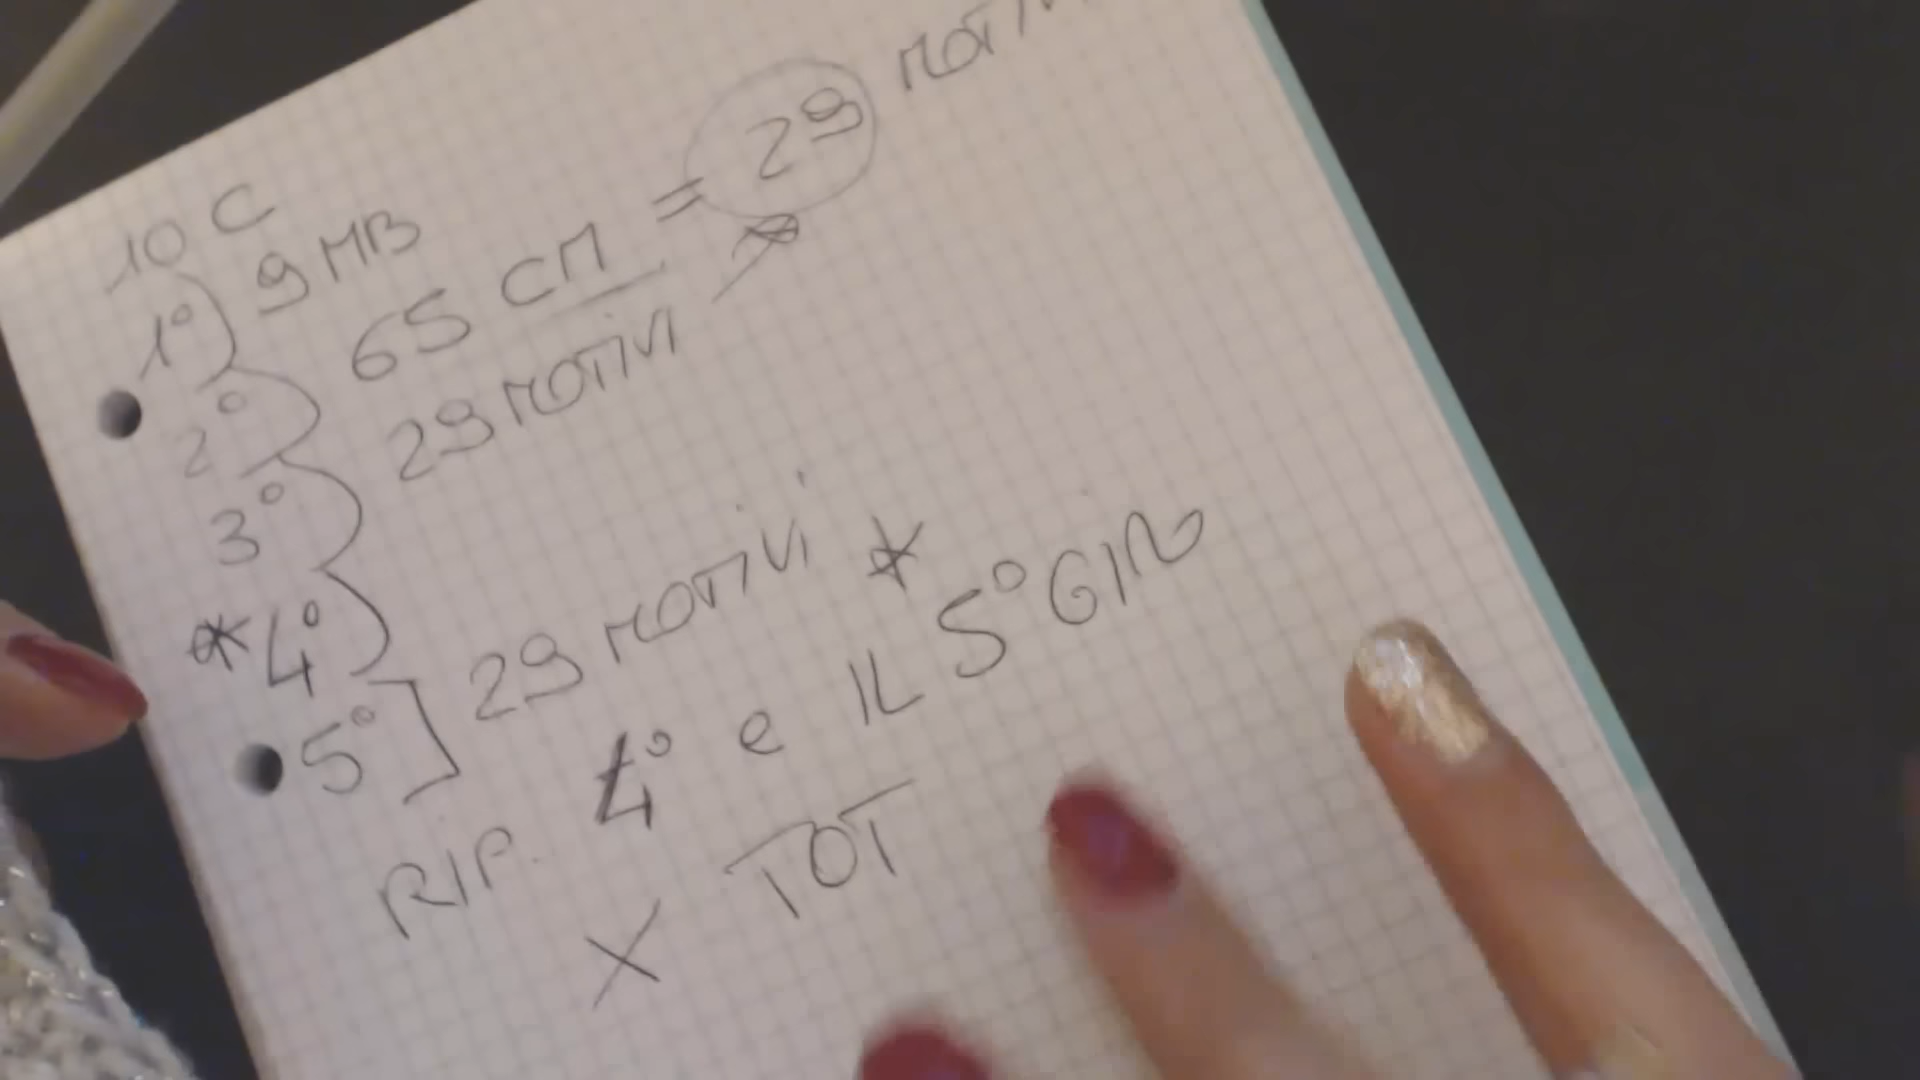 10 C
1°) 9 MB
2°) 65 CM = 29 MOTIVI
3°) 29 MOTIVI
*4°)
5°] 29 MOTIVI *
RIP. 4° e IL 5° GIRO
X TOT